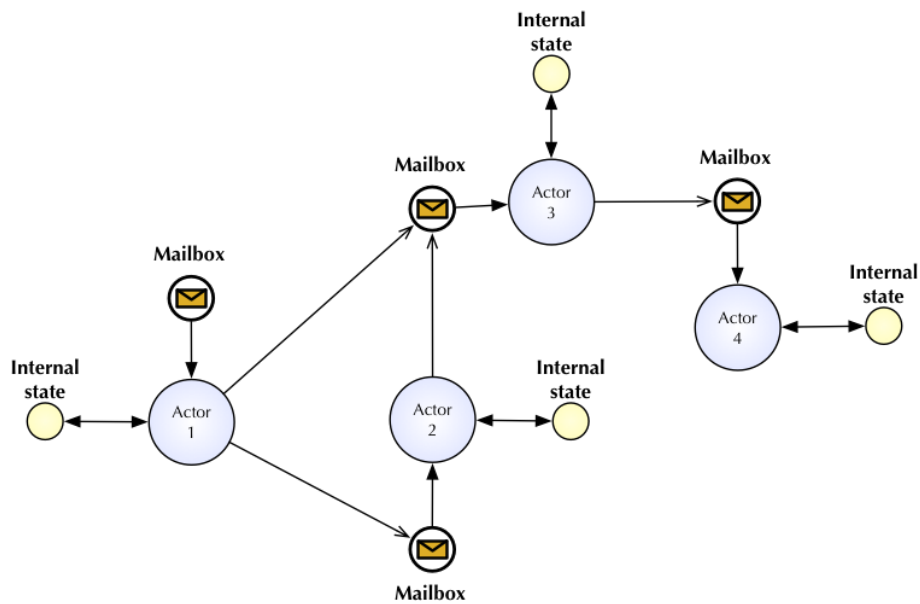 Internal
state
Mailbox
Actor
3
Mailbox
Mailbox
Internal
state
Actor
4
Internal
state
Actor
1
Actor
2
Internal
state
Mailbox